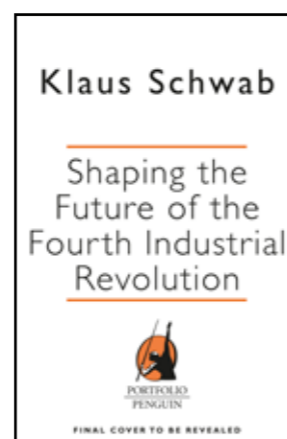 Klaus Schwab
Shaping the
Future of the
Fourth Industrial
Revolution
PORTFOLIO
PENGUIN
FINAL COVER TO BE REVEALED